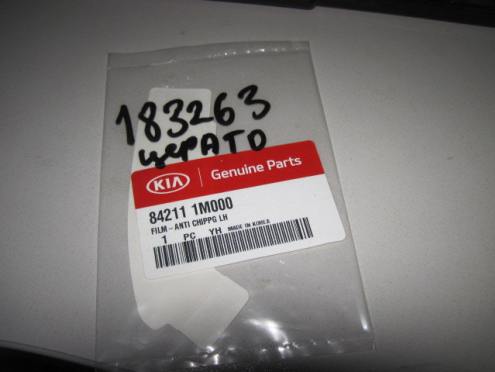 183263
церАТО
KIA Genuine Parts
84211 1M000
FILM-ANTI CHIPPG LH
1 PC YH MADE IN KOREA